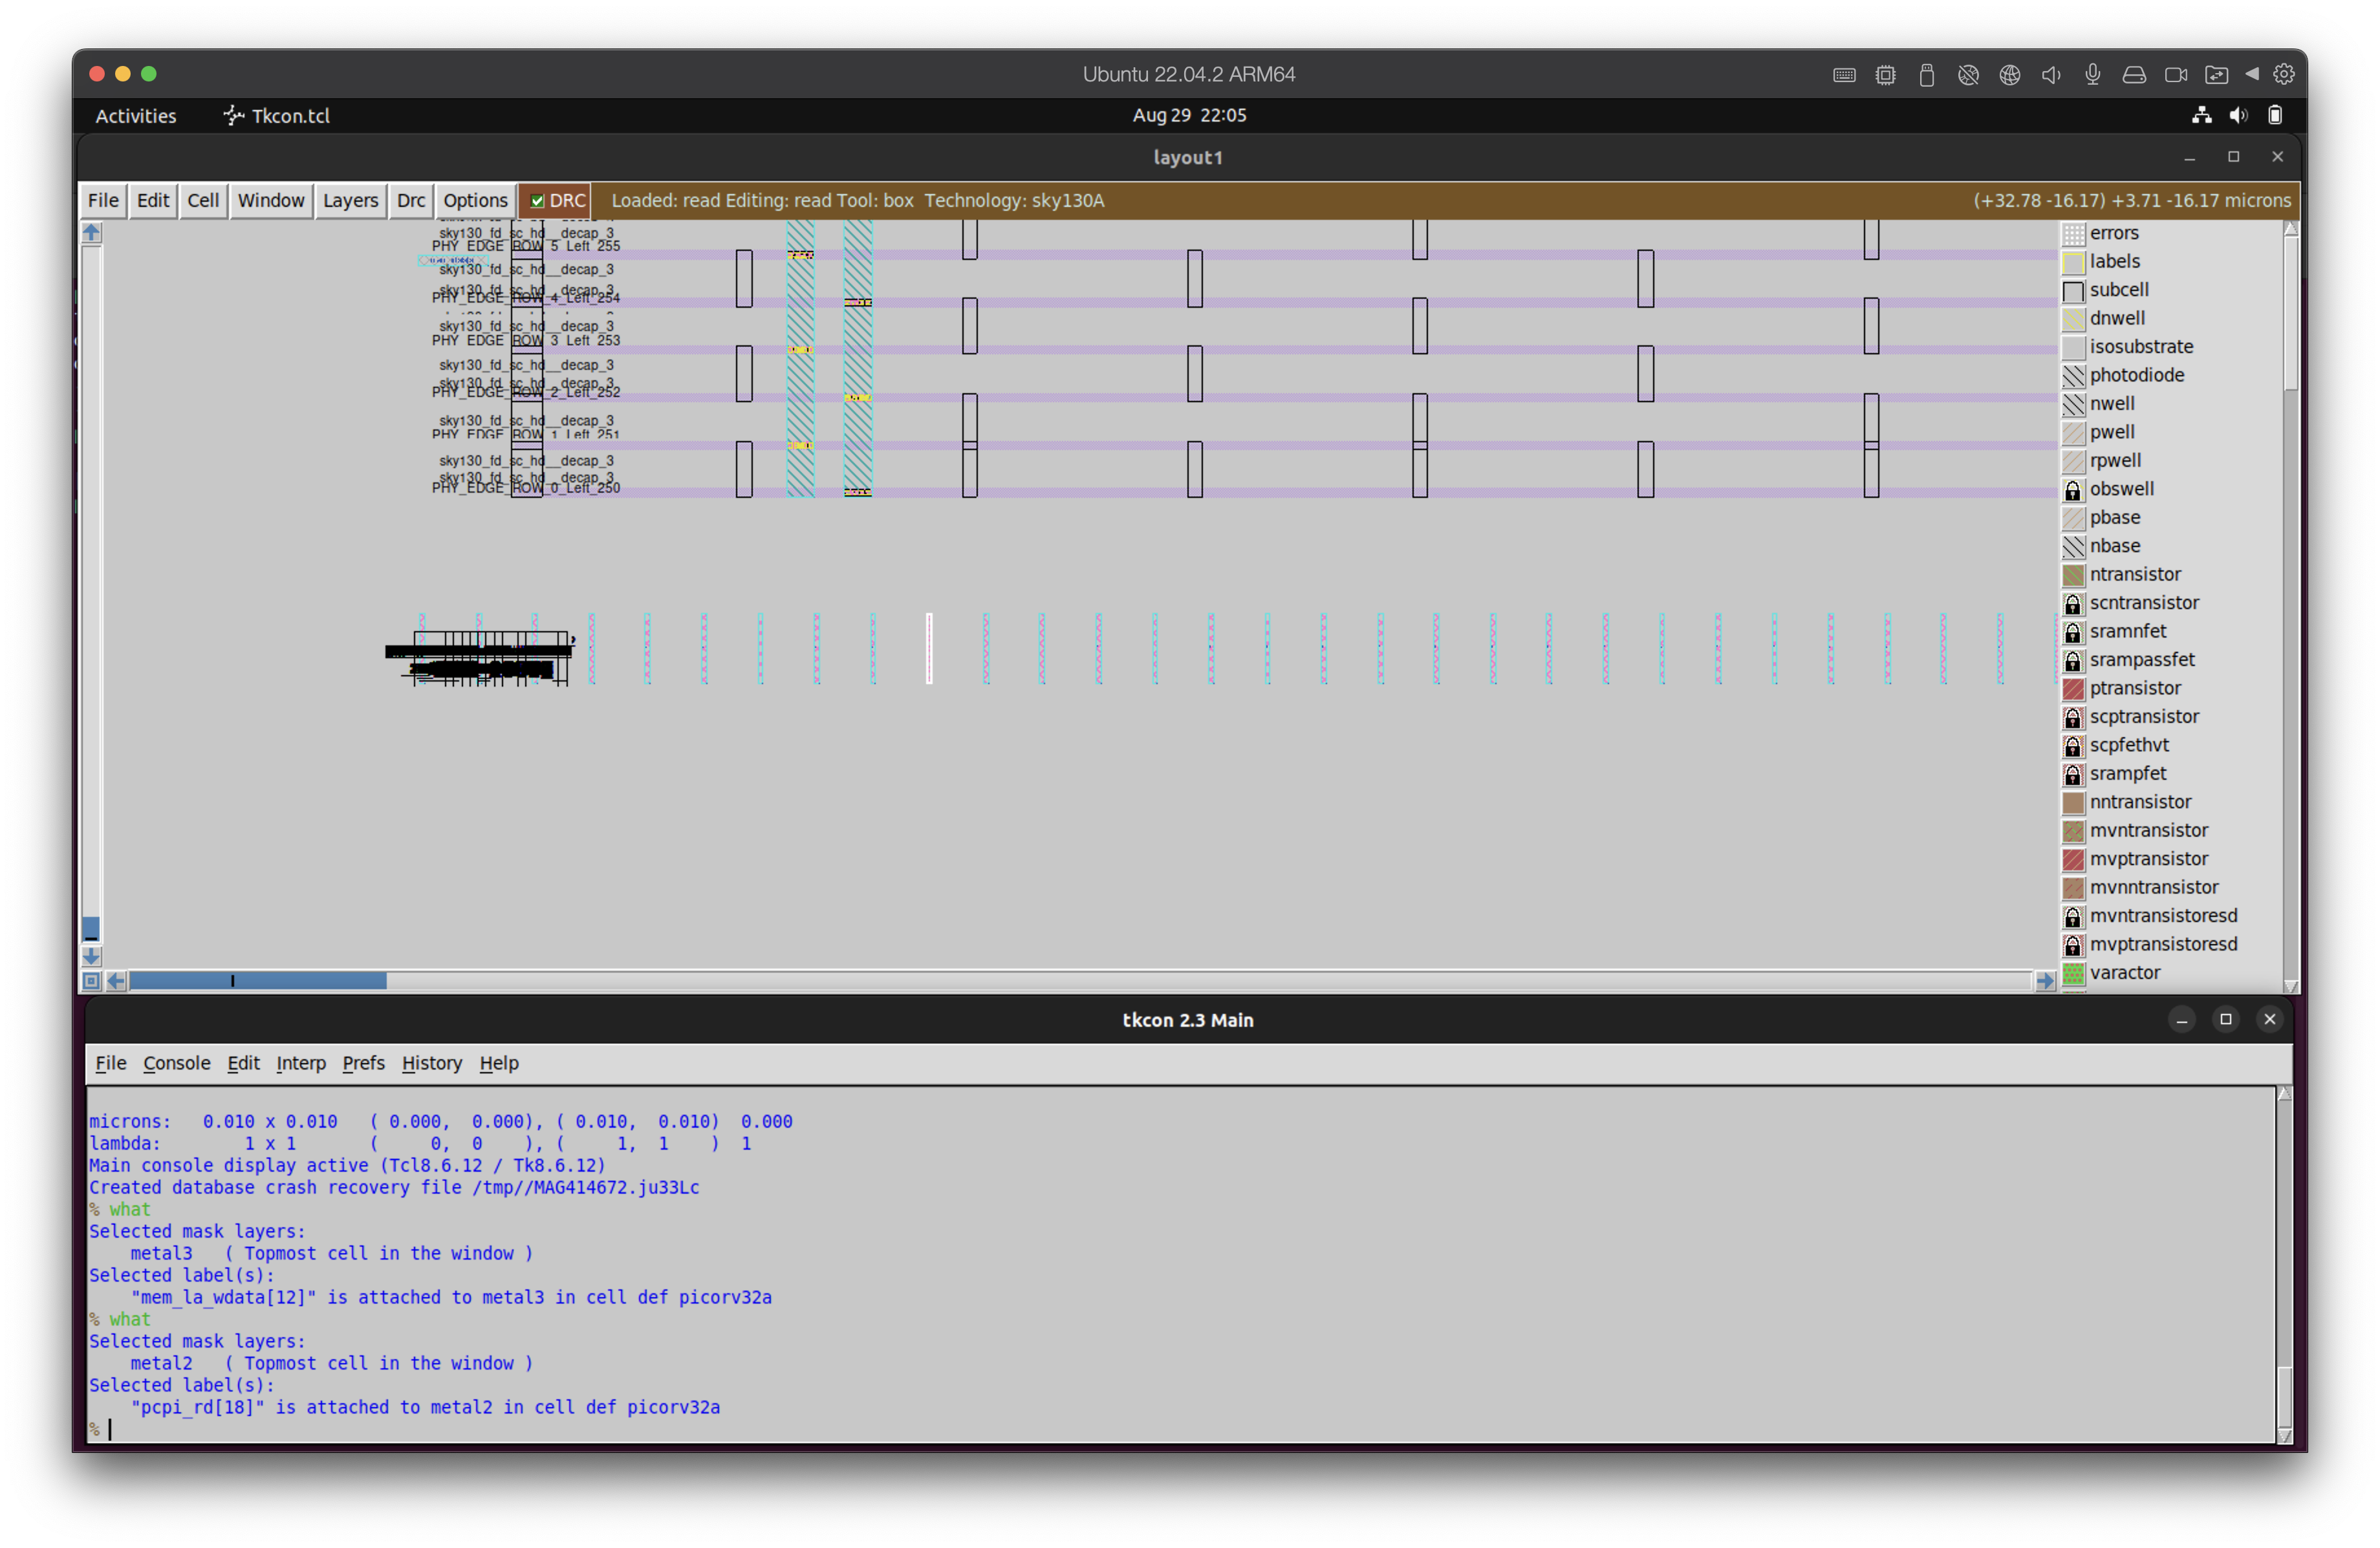 Ubuntu 22.04.2 ARM64
Activities Tkcon.tcl Aug 29 22:05
layout1
File Edit Cell Window Layers Drc Options DRC Loaded: read Editing: read Tool: box Technology: sky130A (+32.78 -16.17) +3.71 -16.17 microns
sky130_fd_sc_hd__decap_3
PHY_EDGE_ROW_5_Left_255
sky130_fd_sc_hd__decap_3
sky130_fd_sc_hd__decap_3
PHY_EDGE_ROW_4_Left_254
sky130_fd_sc_hd__decap_3
PHY_EDGE_ROW_3_Left_253
sky130_fd_sc_hd__decap_3
sky130_fd_sc_hd__decap_3
PHY_EDGE_ROW_2_Left_252
sky130_fd_sc_hd__decap_3
PHY_EDGE_ROW_1_Left_251
sky130_fd_sc_hd__decap_3
sky130_fd_sc_hd__decap_3
PHY_EDGE_ROW_0_Left_250
errors
labels
subcell
dnwell
isosubstrate
photodiode
nwell
pwell
rpwell
obswell
pbase
nbase
ntransistor
scntransistor
sramnfet
srampassfet
ptransistor
scptransistor
scpfethvt
srampfet
nntransistor
mvntransistor
mvptransistor
mvnntransistor
mvntransistoresd
mvptransistoresd
varactor
tkcon 2.3 Main
File Console Edit Interp Prefs History Help
microns: 0.010 x 0.010 ( 0.000, 0.000), ( 0.010, 0.010) 0.000
lambda: 1 x 1 ( 0, 0 ), ( 1, 1 ) 1
Main console display active (Tcl8.6.12 / Tk8.6.12)
Created database crash recovery file /tmp//MAG414672.ju33Lc
% what
Selected mask layers:
metal3 ( Topmost cell in the window )
Selected label(s):
"mem_la_wdata[12]" is attached to metal3 in cell def picorv32a
% what
Selected mask layers:
metal2 ( Topmost cell in the window )
Selected label(s):
"pcpi_rd[18]" is attached to metal2 in cell def picorv32a
%